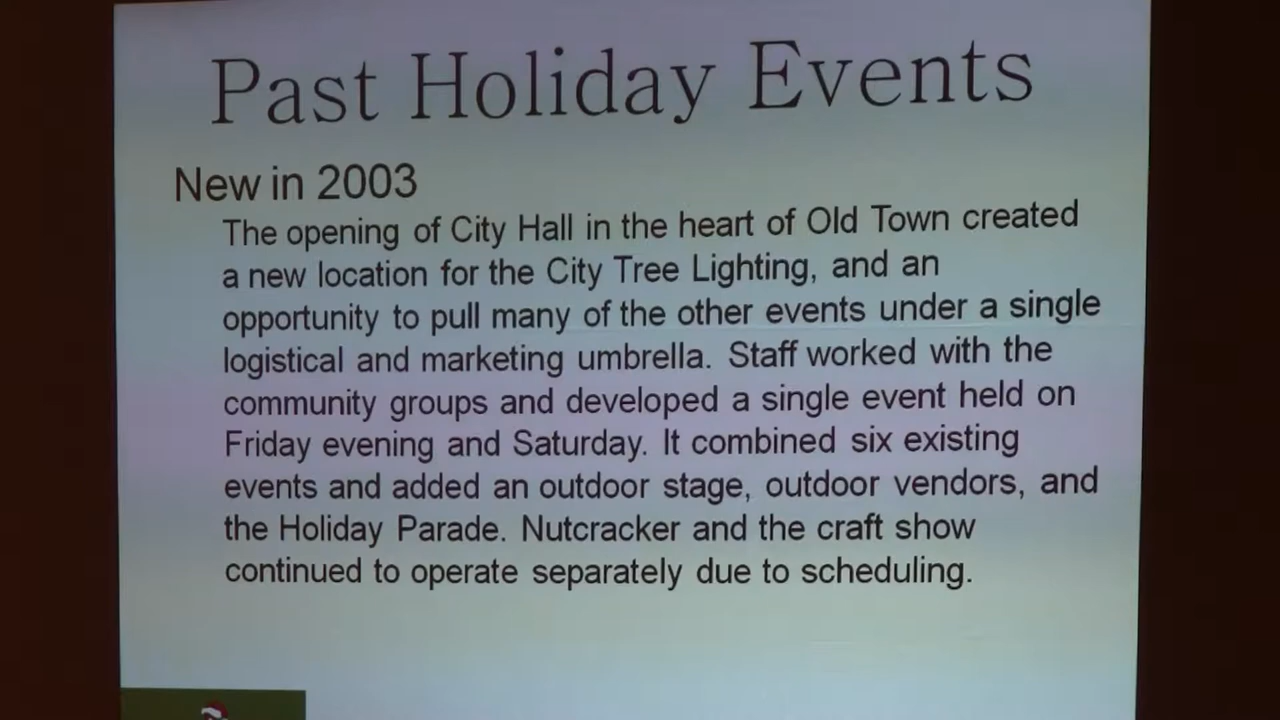 Past Holiday Events
New in 2003
The opening of City Hall in the heart of Old Town created
a new location for the City Tree Lighting, and an
opportunity to pull many of the other events under a single
logistical and marketing umbrella. Staff worked with the
community groups and developed a single event held on
Friday evening and Saturday. It combined six existing
events and added an outdoor stage, outdoor vendors, and
the Holiday Parade. Nutcracker and the craft show
continued to operate separately due to scheduling.